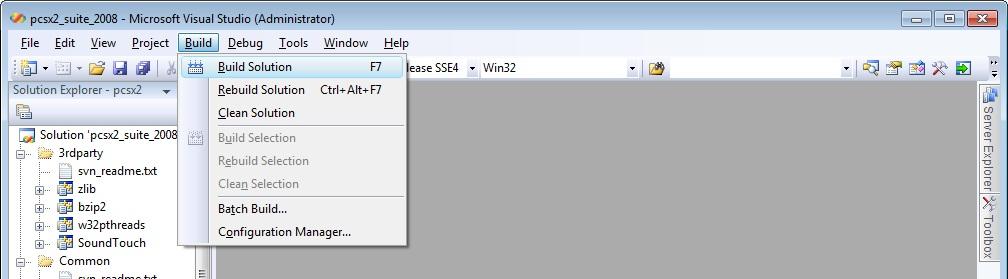 pcsx2_suite_2008 - Microsoft Visual Studio (Administrator)
File Edit View Project Build Debug Tools Window Help
lease SSE4 Win32
Solution Explorer - pcsx2
Solution 'pcsx2_suite_2008
3rdparty
svn_readme.txt
zlib
bzip2
w32pthreads
SoundTouch
Common
svn_readme.txt
Build Solution F7
Rebuild Solution Ctrl+Alt+F7
Clean Solution
Build Selection
Rebuild Selection
Clean Selection
Batch Build...
Configuration Manager...
Server Explorer
Toolbox